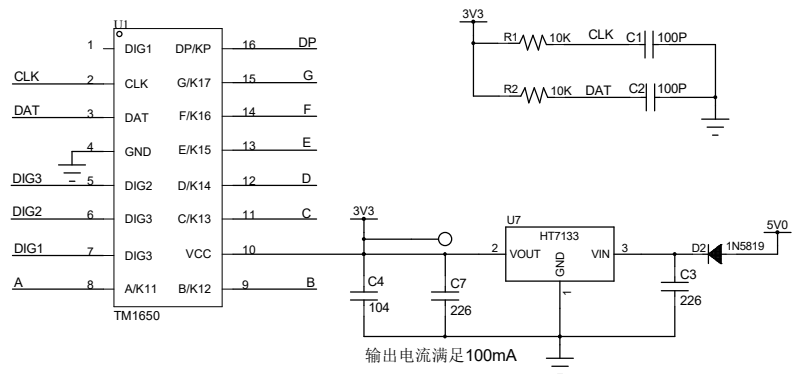 U1
1 DIG1 DP/KP 16 DP
CLK 2 CLK G/K17 15 G
DAT 3 DAT F/K16 14 F
4 GND E/K15 13 E
DIG3 5 DIG2 D/K14 12 D
DIG2 6 DIG3 C/K13 11 C
DIG1 7 DIG3 VCC 10
A 8 A/K11 B/K12 9 B
TM1650
3V3
R1 10K CLK C1 100P
R2 10K DAT C2 100P
3V3
U7
HT7133
2 VOUT GND VIN 3
1
D2 1N5819
5V0
C4
104
C7
226
C3
226
输出电流满足100mA